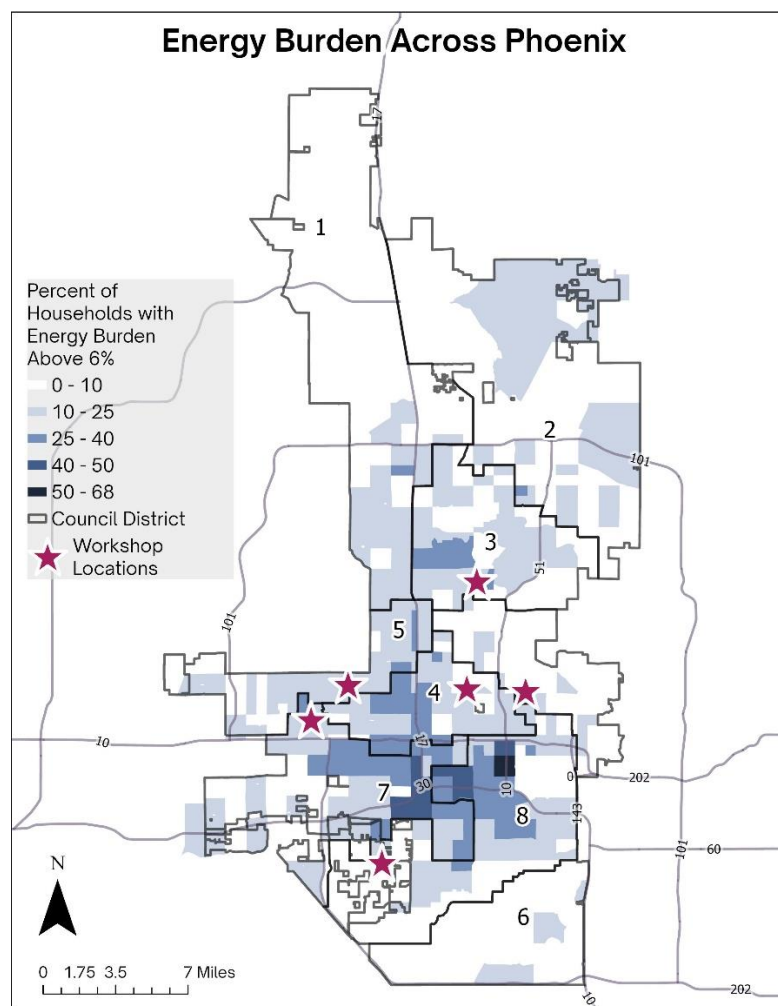 Energy Burden Across Phoenix
17
1
Percent of
Households with
Energy Burden
Above 6%
0 - 10
10 - 25
25 - 40
40 - 50
50 - 68
Council District
Workshop
Locations
2
101
3
51
101
5
4
10
17
0
202
30
10
7
143
8
101
60
N
6
0 1.75 3.5 7 Miles
202
10